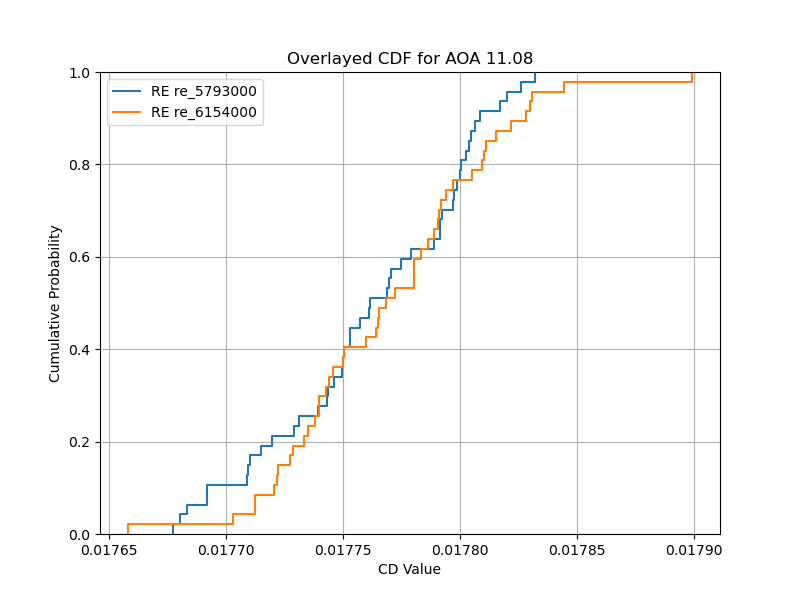 Overlayed CDF for AOA 11.08
RE re_5793000
RE re_6154000
Cumulative Probability
1.0
0.8
0.6
0.4
0.2
0.0
0.01765 0.01770 0.01775 0.01780 0.01785 0.01790
CD Value